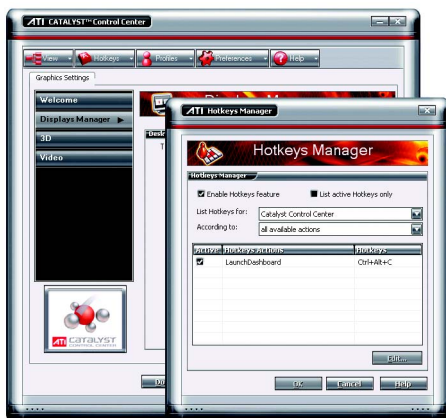 ATI CATALYST™ Control Center
View Hotkeys Profiles Preferences Help
Graphics Settings
Welcome
Displays Manager
3D
Video
ATI CATALYST
CONTROL CENTER
ATI Hotkeys Manager
Hotkeys Manager
Hotkeys Manager
Enable Hotkeys feature
List active Hotkeys only
List Hotkeys for: Catalyst Control Center
According to: all available actions
Active Hotkeys Actions Hotkeys
LaunchDashboard Ctrl+Alt+C
Edit...
OK Cancel Help